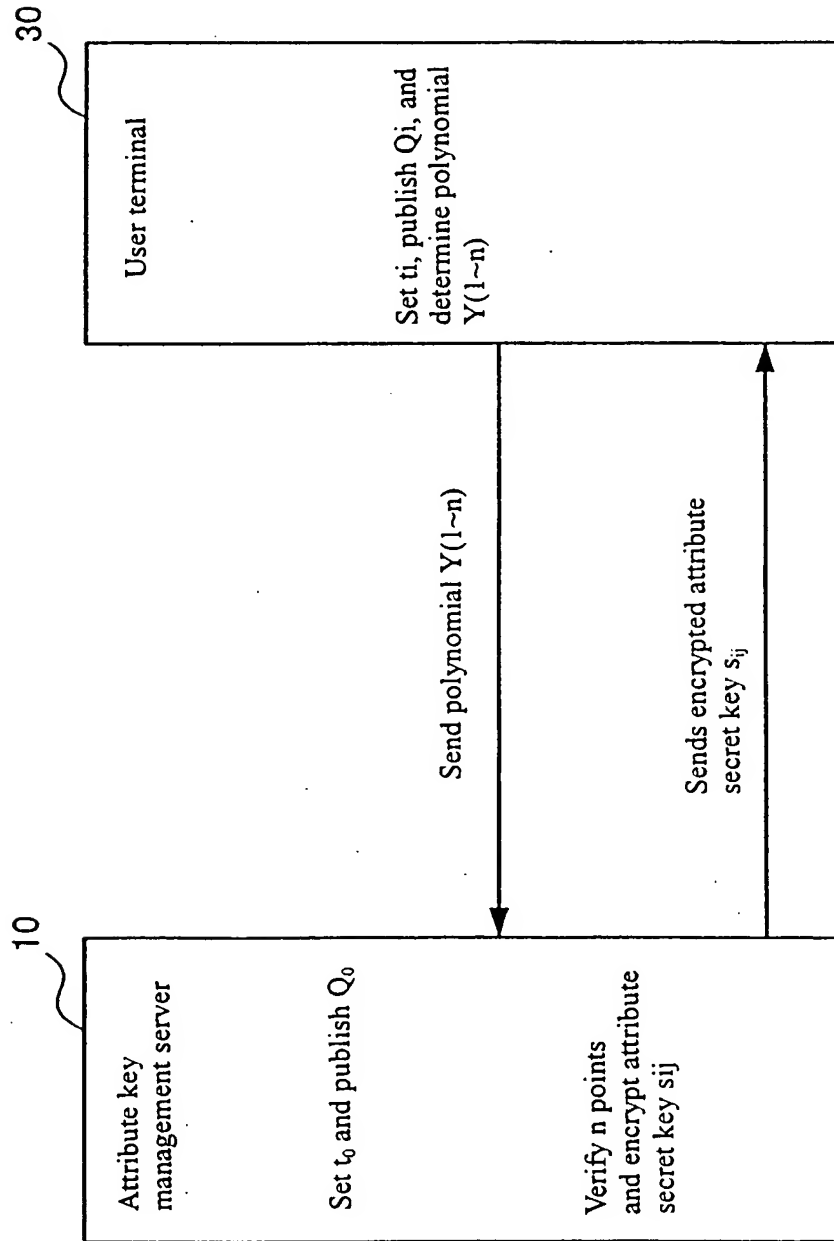 10
Attribute key
management server
Set t₀ and publish Q₀
Verify n points
and encrypt attribute
secret key sij
Send polynomial Y(1~n)
Sends encrypted attribute
secret key sᵢⱼ
30
User terminal
Set ti, publish Qi, and
determine polynomial
Y(1~n)